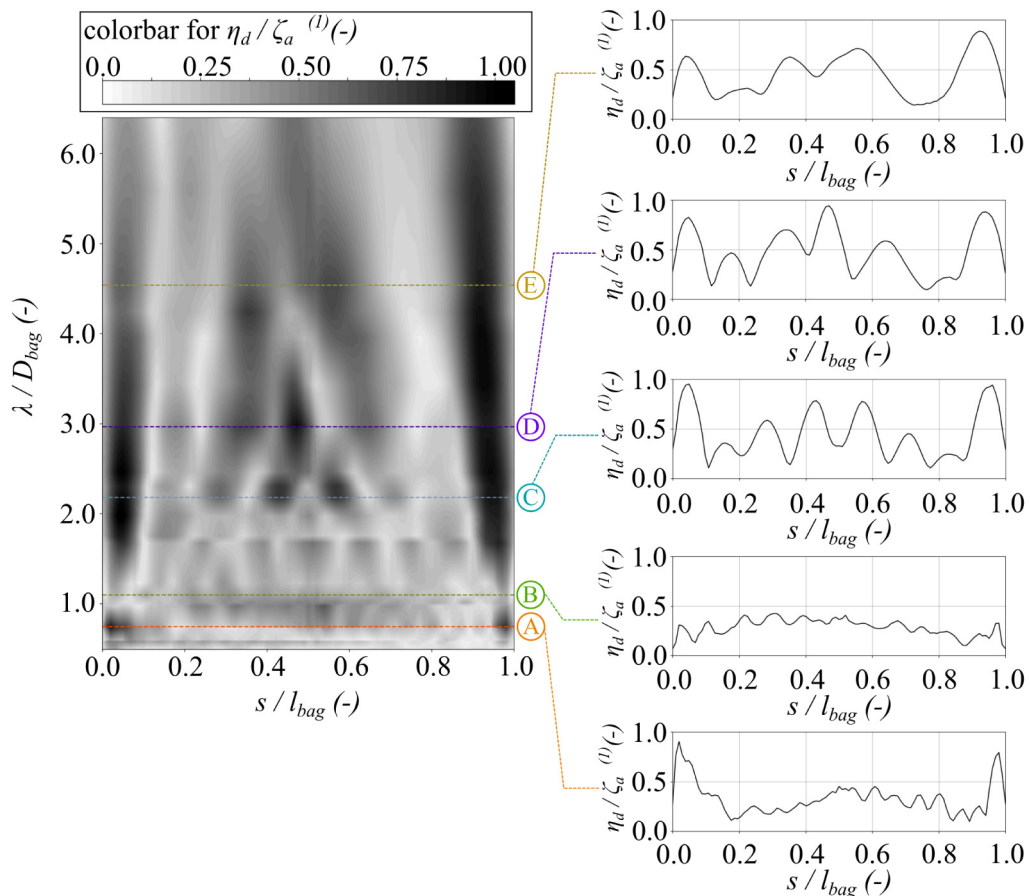 colorbar for η_d / ζ_a ^(1)(-)
0.0 0.25 0.50 0.75 1.00
λ / D_bag (-)
6.0
5.0
4.0
3.0
2.0
1.0
0.0 0.2 0.4 0.6 0.8 1.0
s / l_bag (-)
E
D
C
B
A
η_d / ζ_a ^(1)(-)
1.0
0.5
0.0
0.0 0.2 0.4 0.6 0.8 1.0
s / l_bag (-)
η_d / ζ_a ^(1)(-)
1.0
0.5
0.0
0.0 0.2 0.4 0.6 0.8 1.0
s / l_bag (-)
η_d / ζ_a ^(1)(-)
1.0
0.5
0.0
0.0 0.2 0.4 0.6 0.8 1.0
s / l_bag (-)
η_d / ζ_a ^(1)(-)
1.0
0.5
0.0
0.0 0.2 0.4 0.6 0.8 1.0
s / l_bag (-)
η_d / ζ_a ^(1)(-)
1.0
0.5
0.0
0.0 0.2 0.4 0.6 0.8 1.0
s / l_bag (-)